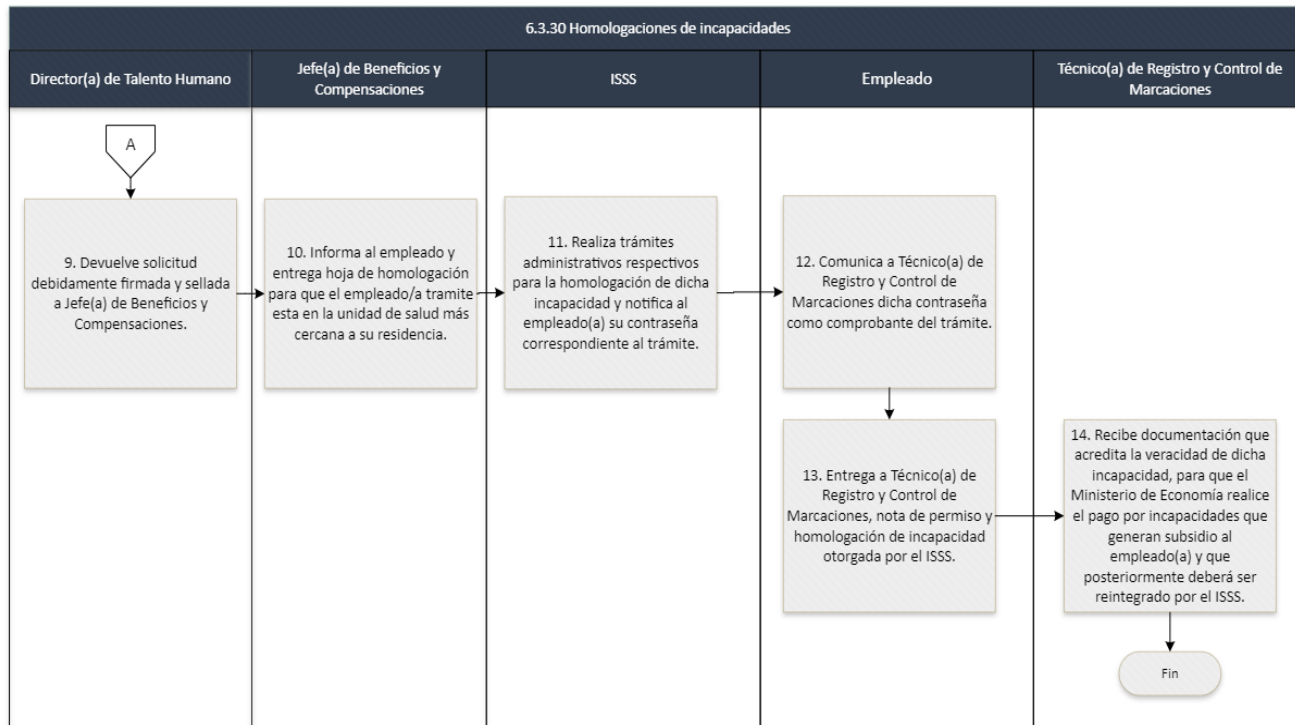 6.3.30 Homologaciones de incapacidades
Director(a) de Talento Humano
Jefe(a) de Beneficios y
Compensaciones
ISSS
Empleado
Técnico(a) de Registro y Control de
Marcaciones
A
9. Devuelve solicitud
debidamente firmada y sellada
a Jefe(a) de Beneficios y
Compensaciones.
10. Informa al empleado y
entrega hoja de homologación
para que el empleado/a tramite
esta en la unidad de salud más
cercana a su residencia.
11. Realiza trámites
administrativos respectivos
para la homologación de dicha
incapacidad y notifica al
empleado(a) su contraseña
correspondiente al trámite.
12. Comunica a Técnico(a) de
Registro y Control de
Marcaciones dicha contraseña
como comprobante del trámite.
13. Entrega a Técnico(a) de
Registro y Control de
Marcaciones, nota de permiso y
homologación de incapacidad
otorgada por el ISSS.
14. Recibe documentación que
acredita la veracidad de dicha
incapacidad, para que el
Ministerio de Economía realice
el pago por incapacidades que
generan subsidio al
empleado(a) y que
posteriormente deberá ser
reintegrado por el ISSS.
Fin